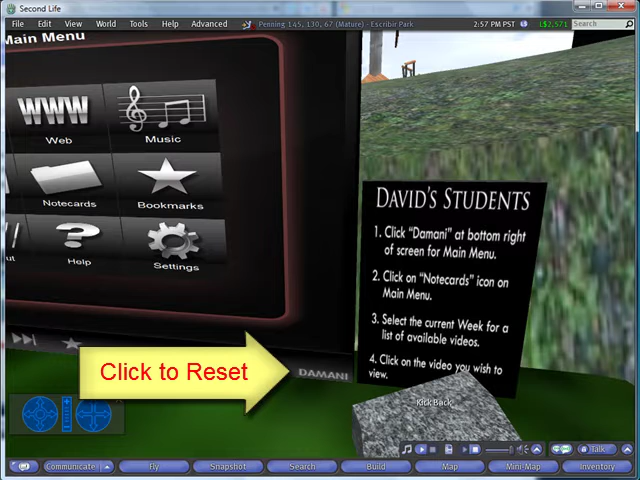 Second Life
File Edit View World Tools Help Advanced
Penning 145, 130, 67 (Mature) - Escribir Park
2:57 PM PST
L$2,571
Search
Main Menu
WWW
Web
Music
Notecards
Bookmarks
Help
Settings
DAVID'S STUDENTS
1. Click "Damani" at bottom right
of screen for Main Menu.
2. Click on "Notecards" icon on
Main Menu.
3. Select the current Week for a
list of available videos.
4. Click on the video you wish to
view.
Click to Reset
DAMANI
Kick Back
Talk
Communicate
Fly
Snapshot
Search
Build
Map
Mini-Map
Inventory